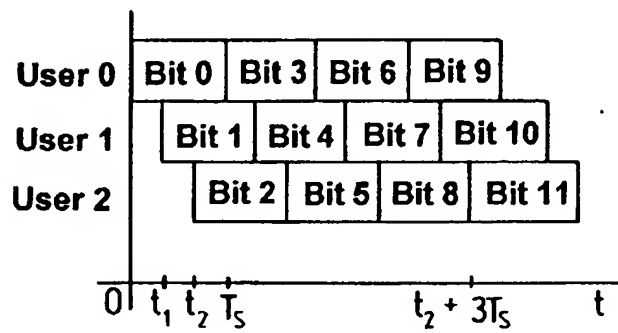 User 0 Bit 0 Bit 3 Bit 6 Bit 9
User 1 Bit 1 Bit 4 Bit 7 Bit 10
User 2 Bit 2 Bit 5 Bit 8 Bit 11
0 t₁ t₂ Tₛ t₂ + 3Tₛ t